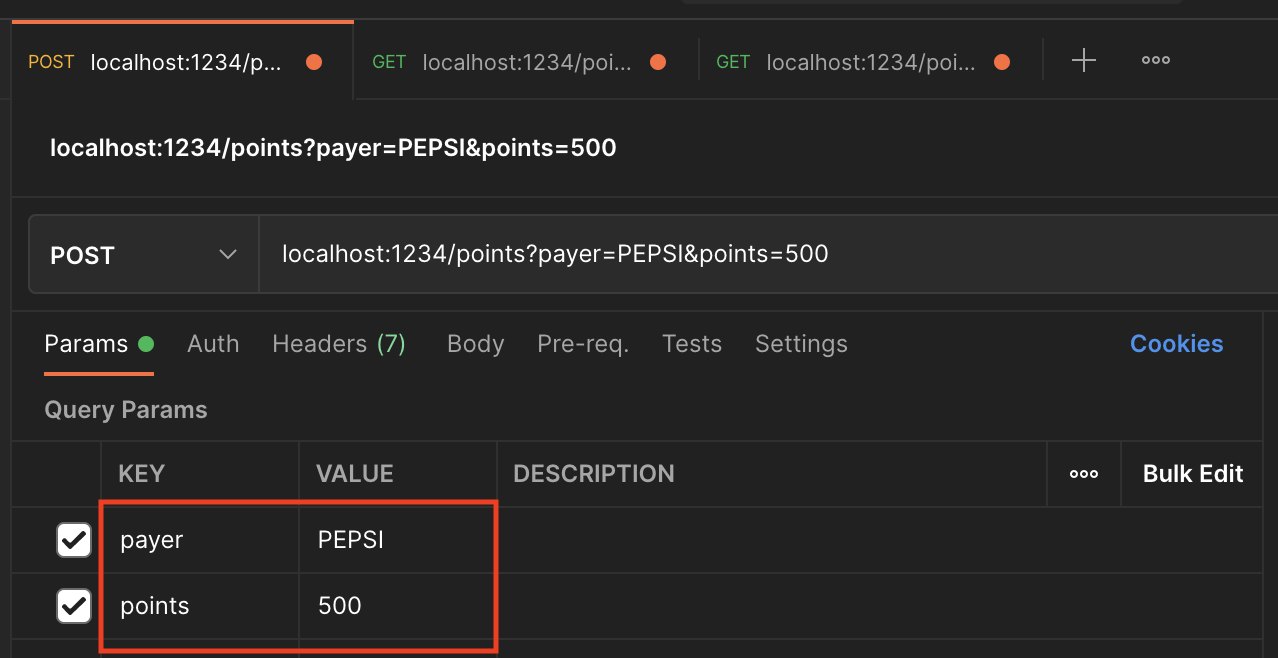 POST localhost:1234/p... GET localhost:1234/poi... GET localhost:1234/poi...
localhost:1234/points?payer=PEPSI&points=500
POST localhost:1234/points?payer=PEPSI&points=500
Params Auth Headers (7) Body Pre-req. Tests Settings Cookies
Query Params
KEY VALUE DESCRIPTION Bulk Edit
payer PEPSI
points 500